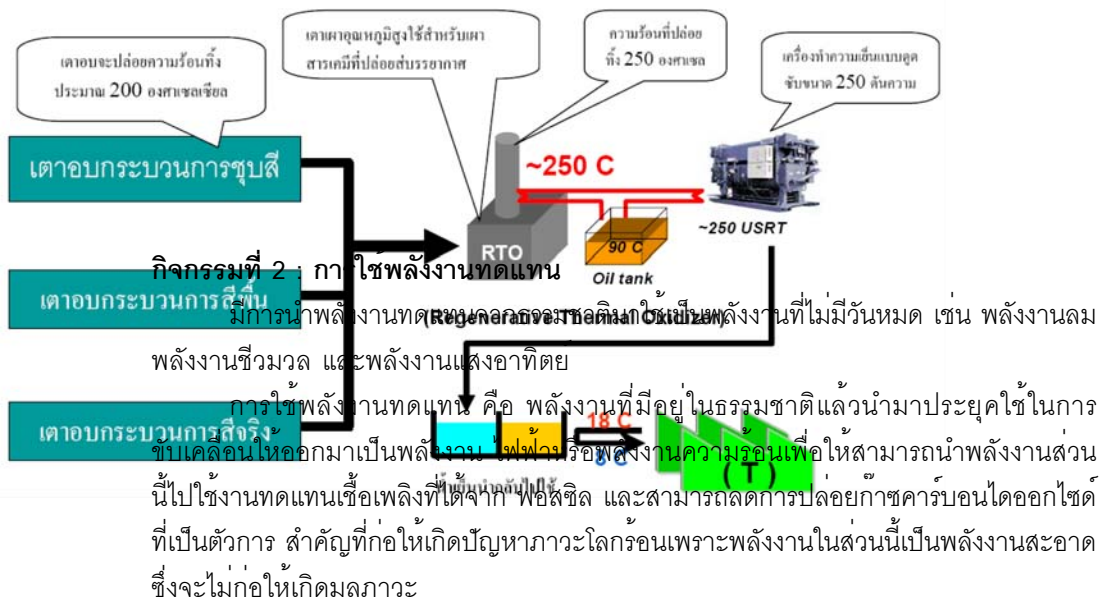 เตาอบจะปล่อยความร้อนทิ้ง
ประมาณ 200 องศาเซลเซียล
เตาเผาอุณหภูมิสูงใช้สำหรับเผา
สารเคมีที่ปล่อยสู่บรรยากาศ
ความร้อนที่ปล่อย
ทิ้ง 250 องศาเซล
เครื่องทำความเย็นแบบดูด
ซับขนาด 250 ตันความ
เตาอบกระบวนการชุบสี
~250 C
~250 USRT
RTO
90 C
Oil tank
กิจกรรมที่ 2 : การใช้พลังงานทดแทน
เตาอบกระบวนการสีพื้น
(Regenerative Thermal Oxidizer)
มีการนำพลังงานทดแทนจากธรรมชาติมาใช้เป็นพลังงานที่ไม่มีวันหมด เช่น พลังงานลม
พลังงานชีวมวล และพลังงานแสงอาทิตย์
การใช้พลังงานทดแทน คือ พลังงานที่มีอยู่ในธรรมชาติแล้วนำมาประยุคใช้ในการ
เตาอบกระบวนการสีจริง
18 C
8 C
( T )
ขับเคลื่อนให้ออกมาเป็นพลังงาน ไฟฟ้าหรือพลังงานความร้อนเพื่อให้สามารถนำพลังงานส่วน
น้ำเย็นนำกลับไปใช้
นี้ไปใช้งานทดแทนเชื้อเพลิงที่ได้จาก ฟอสซิล และสามารถลดการปล่อยก๊าซคาร์บอนไดออกไซด์
ที่เป็นตัวการ สำคัญที่ก่อให้เกิดปัญหาภาวะโลกร้อนเพราะพลังงานในส่วนนี้เป็นพลังงานสะอาด
ซึ่งจะไม่ก่อให้เกิดมลภาวะ